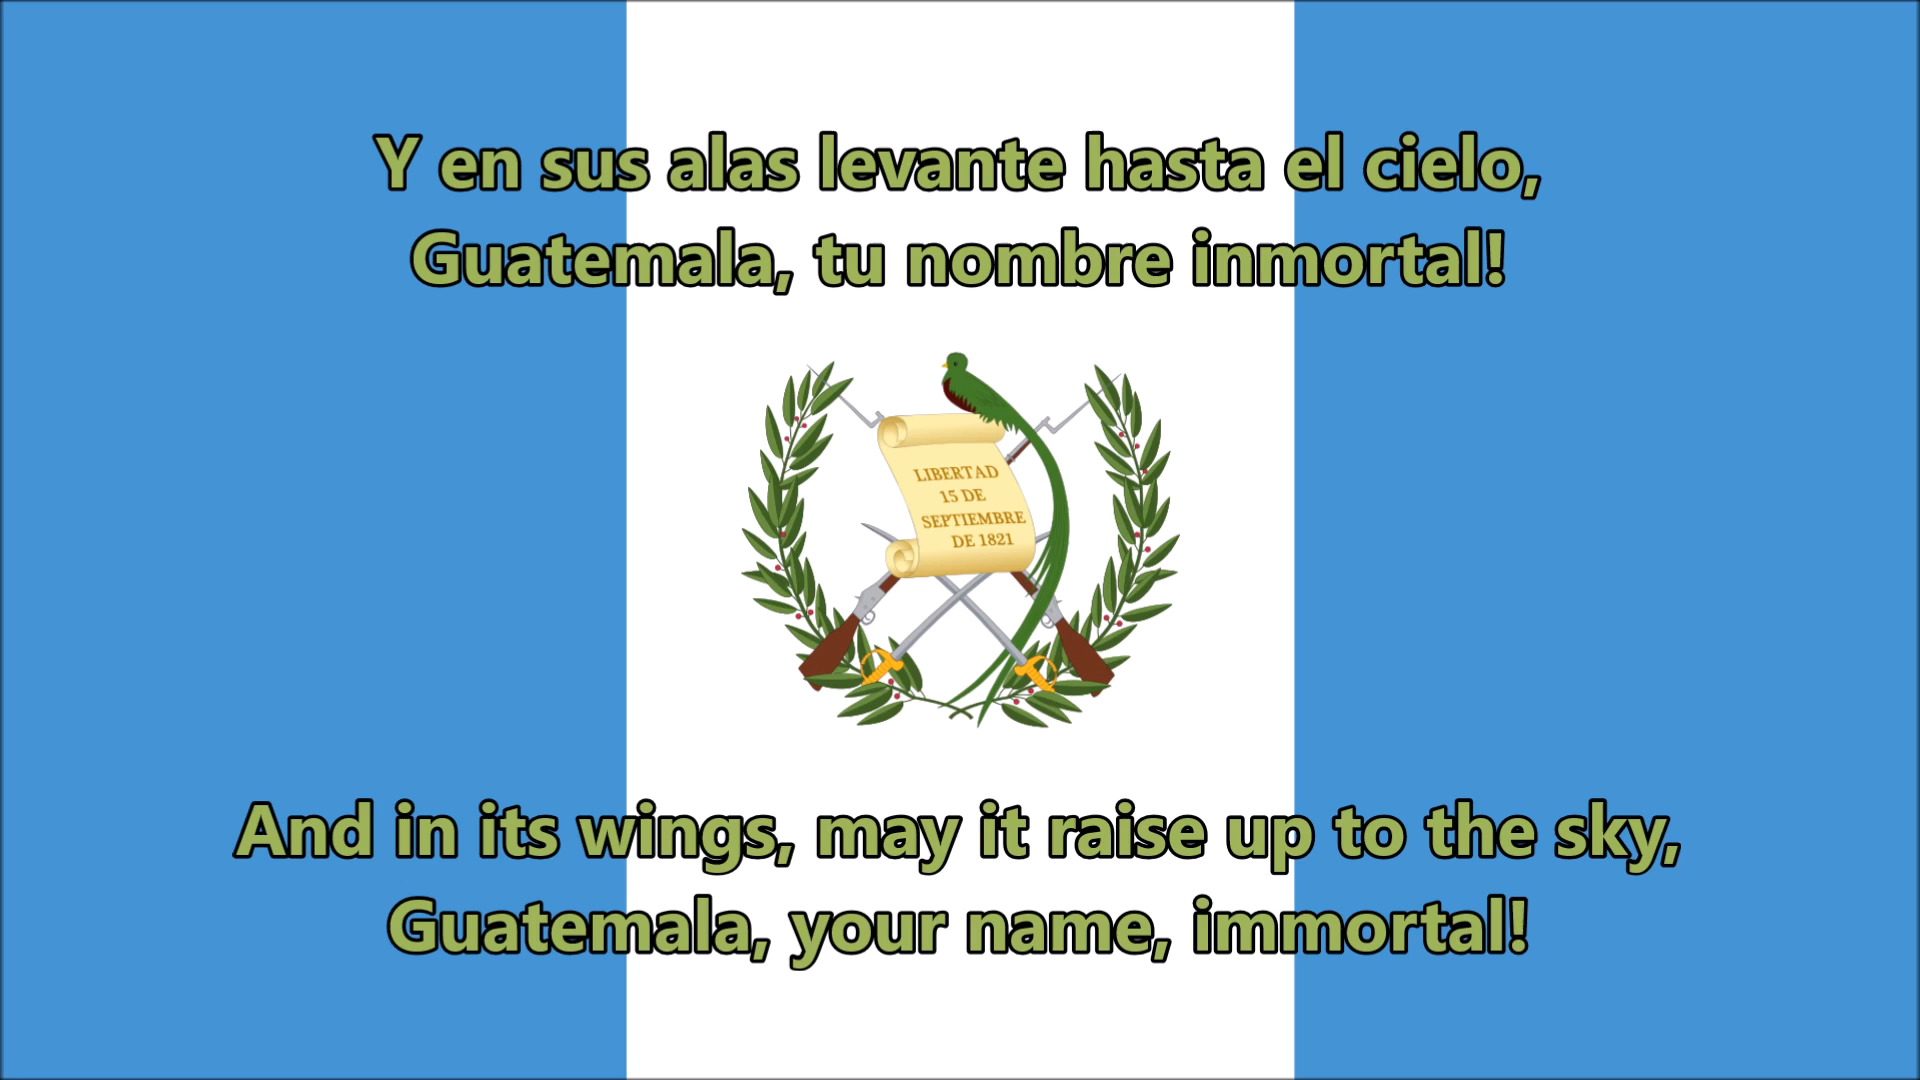 Y en sus alas levante hasta el cielo,
Guatemala, tu nombre inmortal!
LIBERTAD
15 DE
SEPTIEMBRE
DE 1821
And in its wings, may it raise up to the sky,
Guatemala, your name, immortal!